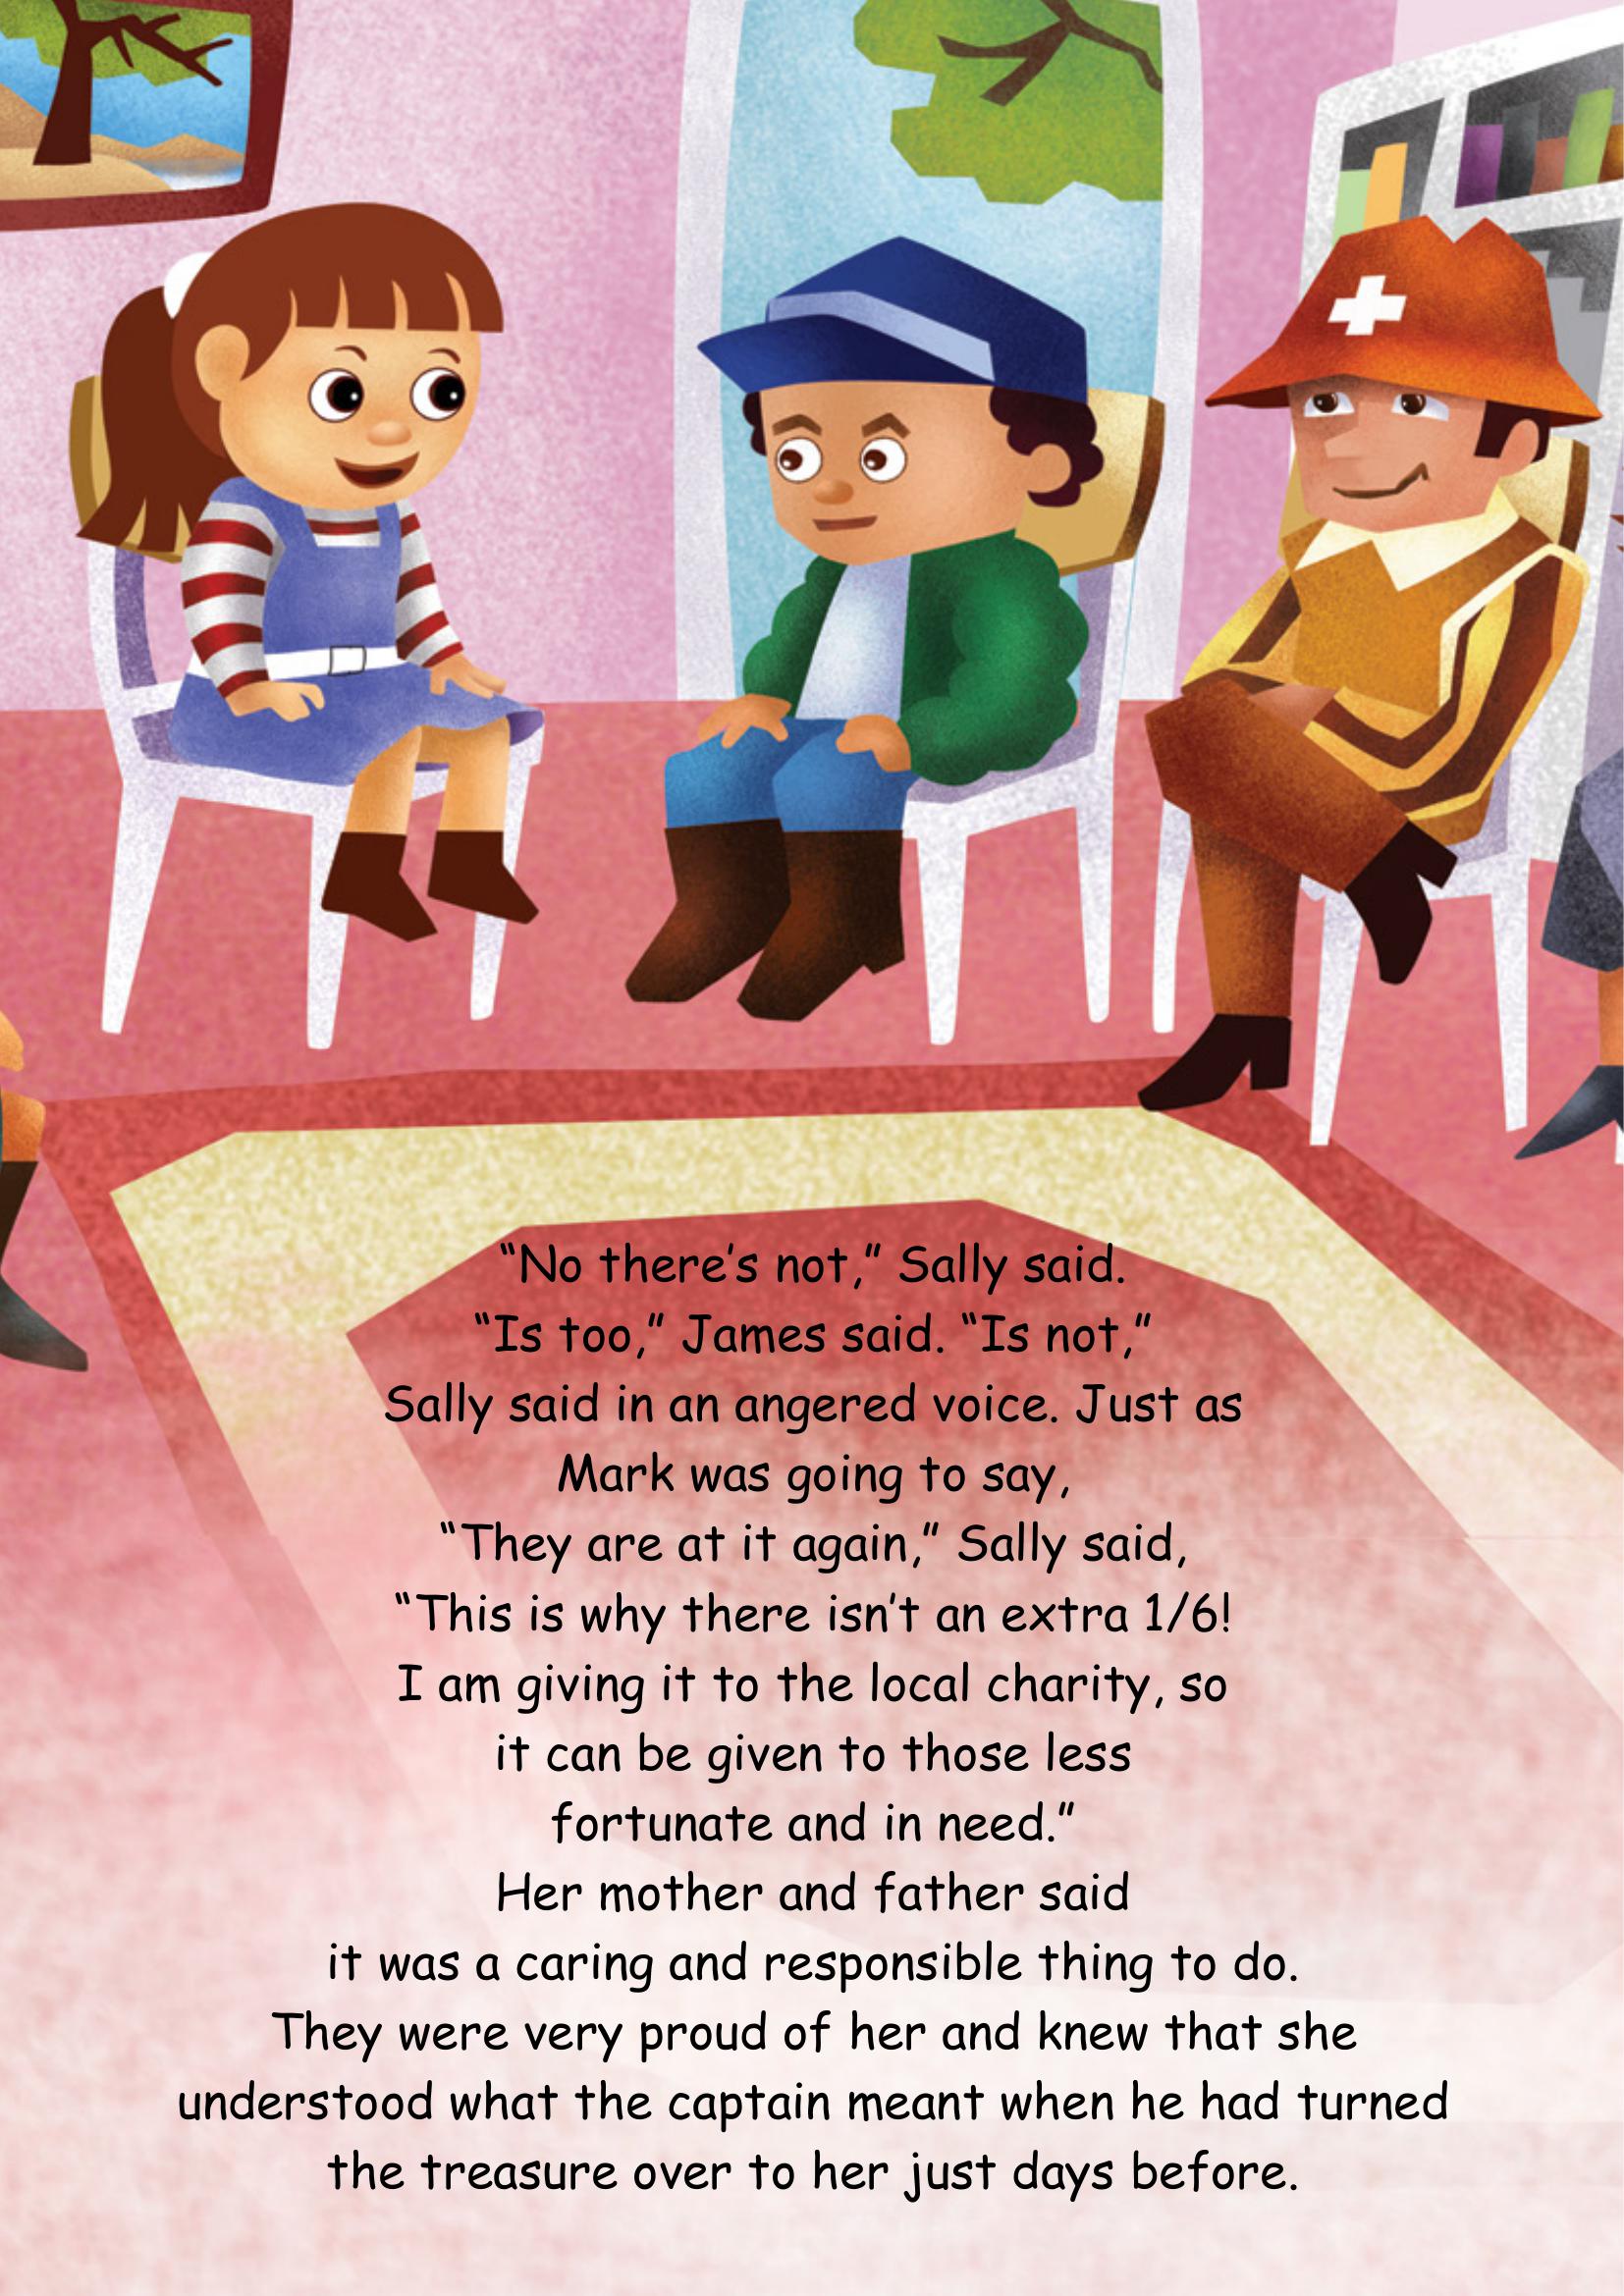 “No there’s not,” Sally said.
“Is too,” James said. “Is not,”
Sally said in an angered voice. Just as
Mark was going to say,
“They are at it again,” Sally said,
“This is why there isn’t an extra 1/6!
I am giving it to the local charity, so
it can be given to those less
fortunate and in need.”
Her mother and father said
it was a caring and responsible thing to do.
They were very proud of her and knew that she
understood what the captain meant when he had turned
the treasure over to her just days before.